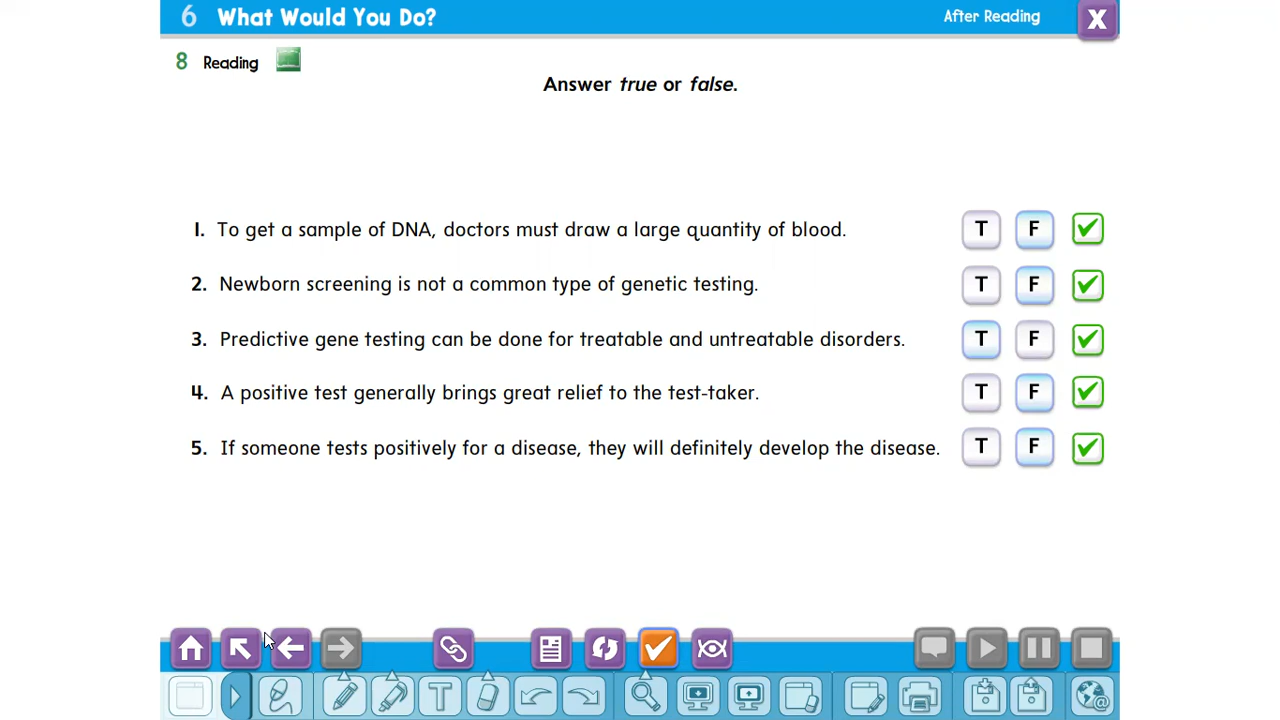 6 What Would You Do? After Reading X
8 Reading
Answer true or false.
1. To get a sample of DNA, doctors must draw a large quantity of blood. T F
2. Newborn screening is not a common type of genetic testing. T F
3. Predictive gene testing can be done for treatable and untreatable disorders. T F
4. A positive test generally brings great relief to the test-taker. T F
5. If someone tests positively for a disease, they will definitely develop the disease. T F
T
@